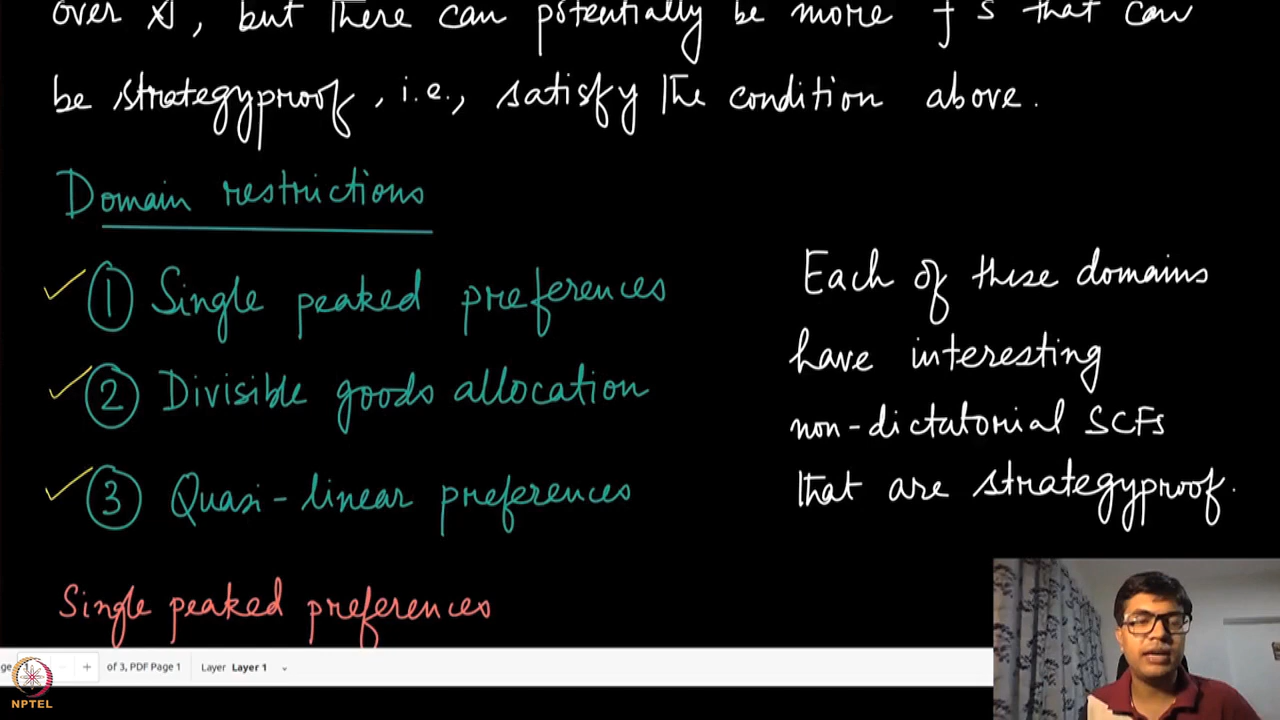 over 𝒟, but there can potentially be more f's that can
be strategyproof, i.e., satisfy the condition above.
Domain restrictions
① Single peaked preferences
② Divisible goods allocation
③ Quasi-linear preferences
Each of these domains
have interesting
non-dictatorial SCFs
that are strategyproof.
Single peaked preferences
ge 1 - + of 3, PDF Page 1 Layer Layer 1
NPTEL